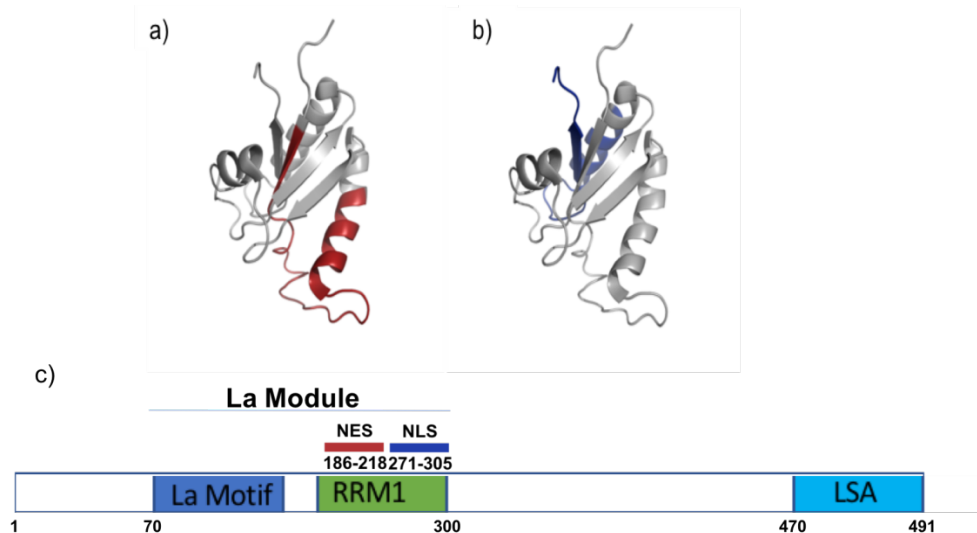 a) b)
c)
La Module
NES NLS
186-218 271-305
La Motif RRM1 LSA
1 70 300 470 491